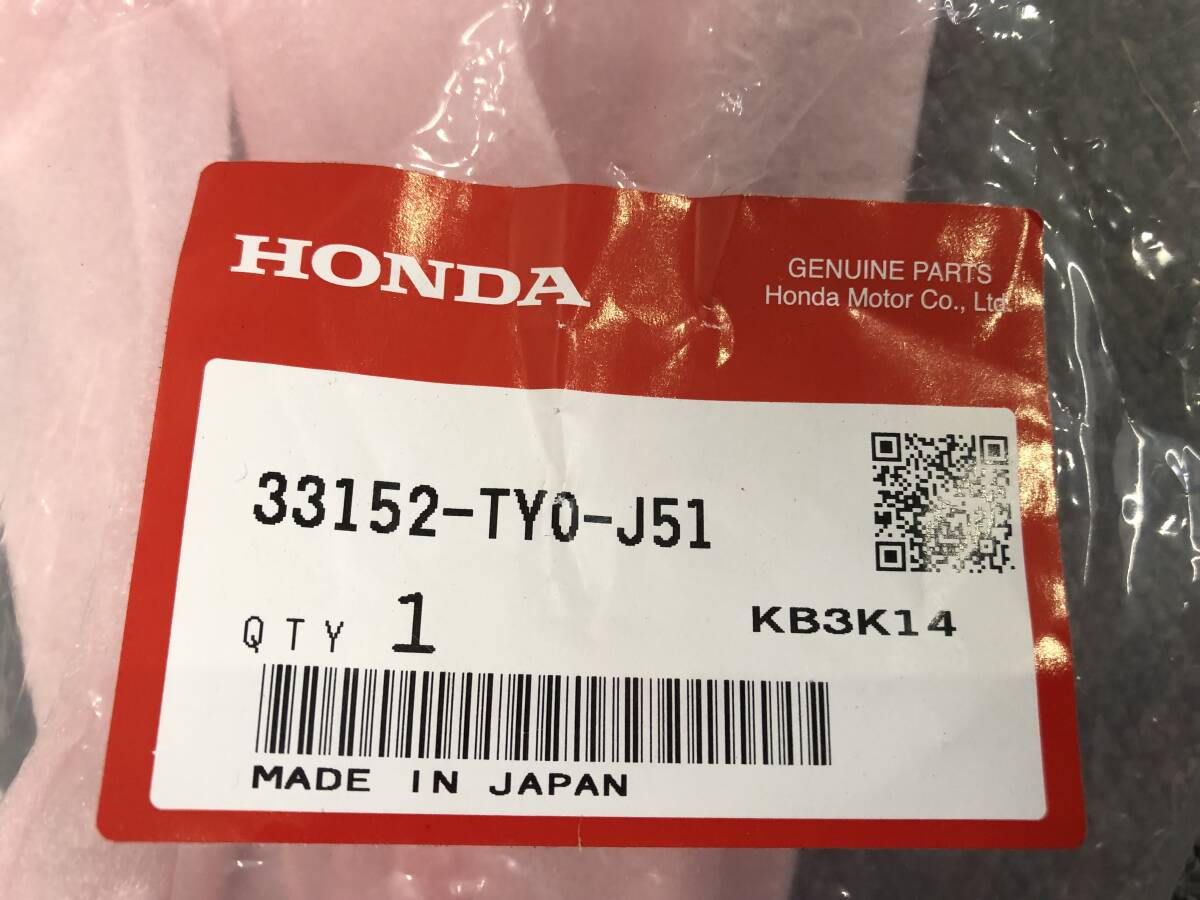 HONDA
GENUINE PARTS
Honda Motor Co., Ltd.
33152-TY0-J51
QTY 1
KB3K14
MADE IN JAPAN